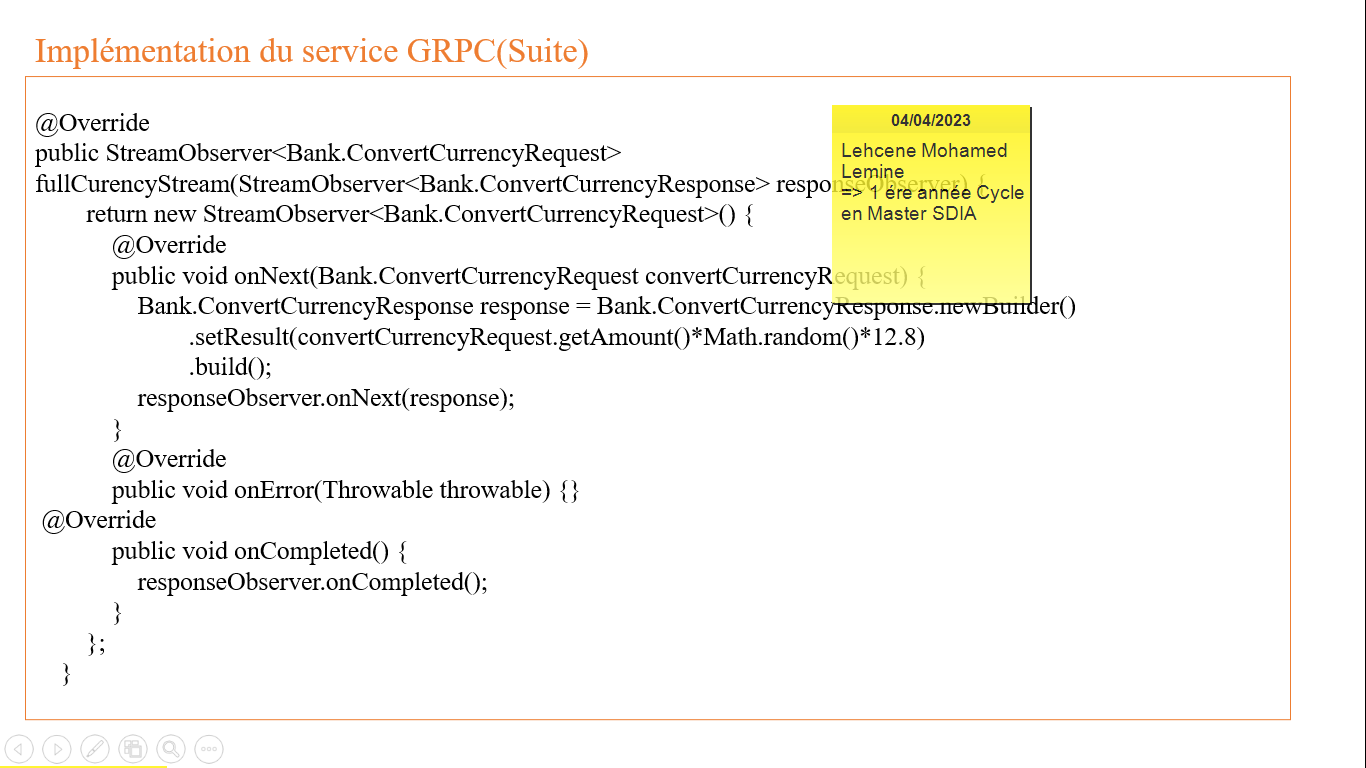 Implémentation du service GRPC(Suite)
@Override
public StreamObserver<Bank.ConvertCurrencyRequest>
fullCurencyStream(StreamObserver<Bank.ConvertCurrencyResponse> responseObserver) {
return new StreamObserver<Bank.ConvertCurrencyRequest>() {
@Override
public void onNext(Bank.ConvertCurrencyRequest convertCurrencyRequest) {
Bank.ConvertCurrencyResponse response = Bank.ConvertCurrencyResponse.newBuilder()
.setResult(convertCurrencyRequest.getAmount()*Math.random()*12.8)
.build();
responseObserver.onNext(response);
}
@Override
public void onError(Throwable throwable) {}
@Override
public void onCompleted() {
responseObserver.onCompleted();
}
};
}
04/04/2023
Lehcene Mohamed
Lemine
=> 1 ére année Cycle
en Master SDIA